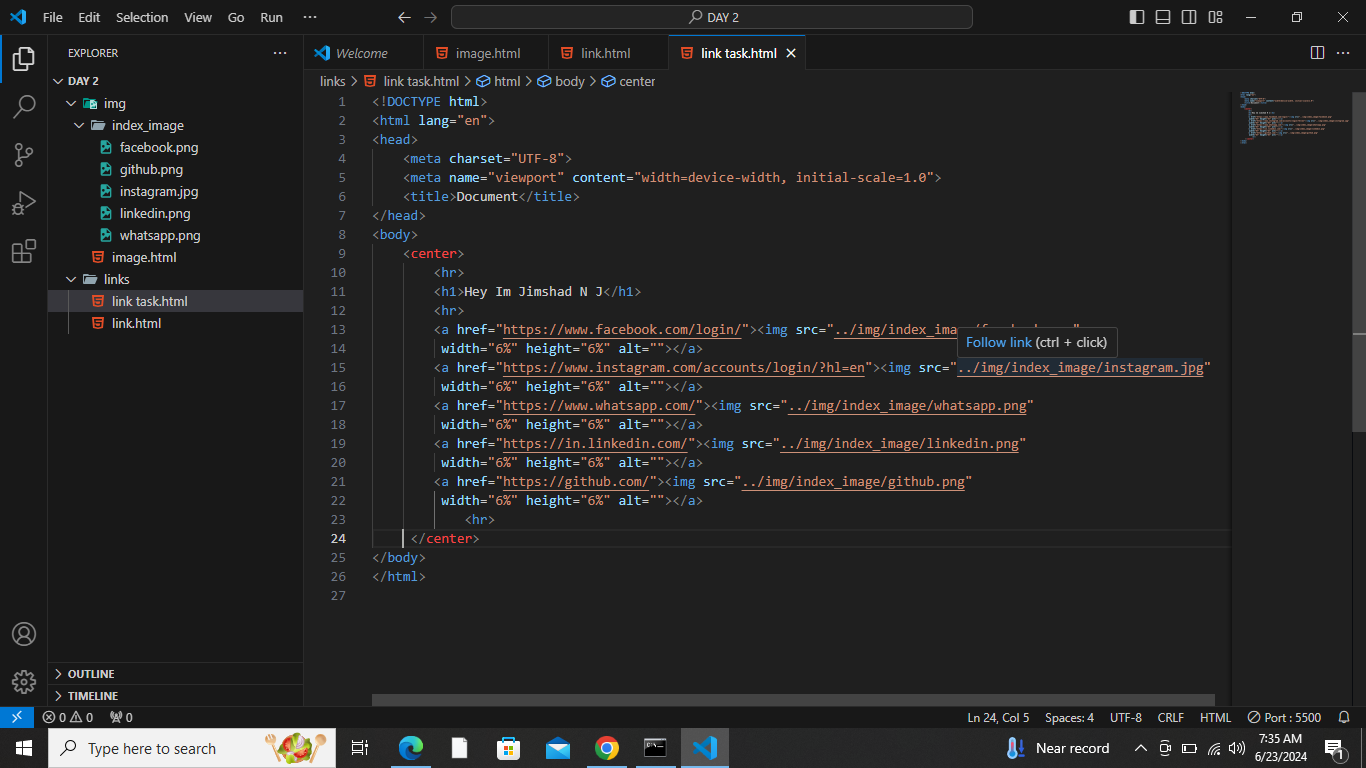 File Edit Selection View Go Run ··· DAY 2
EXPLORER ···
DAY 2
img
index_image
facebook.png
github.png
instagram.jpg
linkedin.png
whatsapp.png
image.html
links
link task.html
link.html
OUTLINE
TIMELINE
Welcome image.html link.html link task.html
links > link task.html > html > body > center
1 <!DOCTYPE html>
2 <html lang="en">
3 <head>
4 <meta charset="UTF-8">
5 <meta name="viewport" content="width=device-width, initial-scale=1.0">
6 <title>Document</title>
7 </head>
8 <body>
9 <center>
10 <hr>
11 <h1>Hey Im Jimshad N J</h1>
12 <hr>
13 <a href="https://www.facebook.com/login/"><img src="../img/index_ima
Follow link (ctrl + click)
14 width="6%" height="6%" alt=""></a>
15 <a href="https://www.instagram.com/accounts/login/?hl=en"><img src="../img/index_image/instagram.jpg"
16 width="6%" height="6%" alt=""></a>
17 <a href="https://www.whatsapp.com/"><img src="../img/index_image/whatsapp.png"
18 width="6%" height="6%" alt=""></a>
19 <a href="https://in.linkedin.com/"><img src="../img/index_image/linkedin.png"
20 width="6%" height="6%" alt=""></a>
21 <a href="https://github.com/"><img src="../img/index_image/github.png"
22 width="6%" height="6%" alt=""></a>
23 <hr>
24 </center>
25 </body>
26 </html>
27
0 0 0 Ln 24, Col 5 Spaces: 4 UTF-8 CRLF HTML Port : 5500
Type here to search Near record 7:35 AM
6/23/2024 1